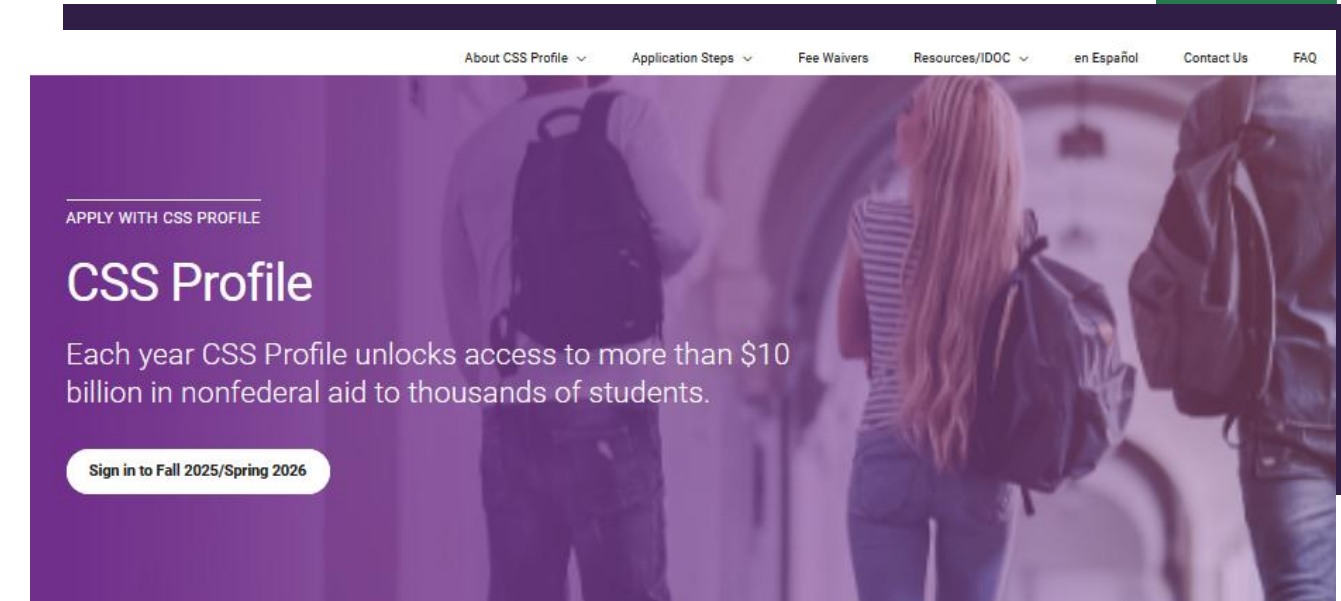 About CSS Profile Application Steps Fee Waivers Resources/IDOC en Español Contact Us FAQ
APPLY WITH CSS PROFILE
CSS Profile
Each year CSS Profile unlocks access to more than $10
billion in nonfederal aid to thousands of students.
Sign in to Fall 2025/Spring 2026